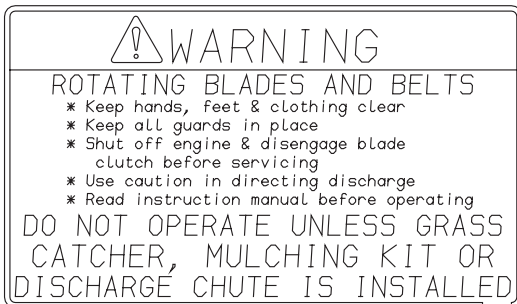 WARNING
ROTATING BLADES AND BELTS
* Keep hands, feet & clothing clear
* Keep all guards in place
* Shut off engine & disengage blade
clutch before servicing
* Use caution in directing discharge
* Read instruction manual before operating
DO NOT OPERATE UNLESS GRASS
CATCHER, MULCHING KIT OR
DISCHARGE CHUTE IS INSTALLED